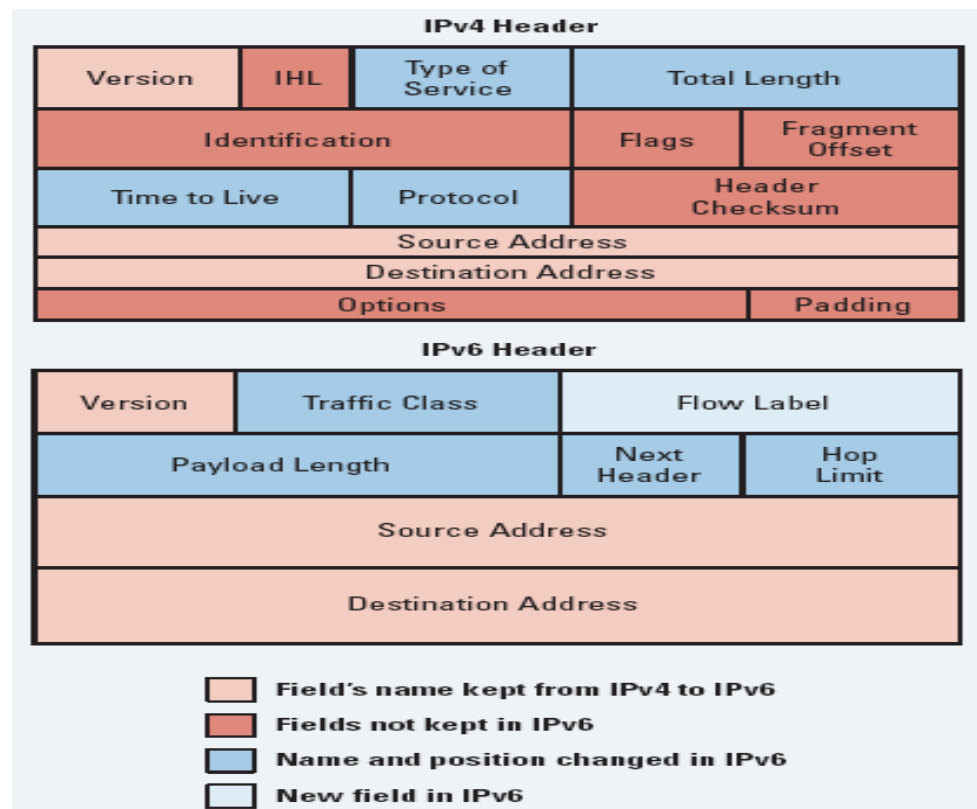 IPv4 Header
Version IHL Type of Service Total Length
Identification Flags Fragment Offset
Time to Live Protocol Header Checksum
Source Address
Destination Address
Options Padding
IPv6 Header
Version Traffic Class Flow Label
Payload Length Next Header Hop Limit
Source Address
Destination Address
Field's name kept from IPv4 to IPv6
Fields not kept in IPv6
Name and position changed in IPv6
New field in IPv6